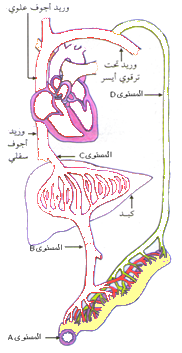 وريد أجوف علوي
وريد تحت
ترقوي أيسر
المستوى D
وريد
أجوف
سفلي
المستوى C
كبد
المستوى B
المستوى A